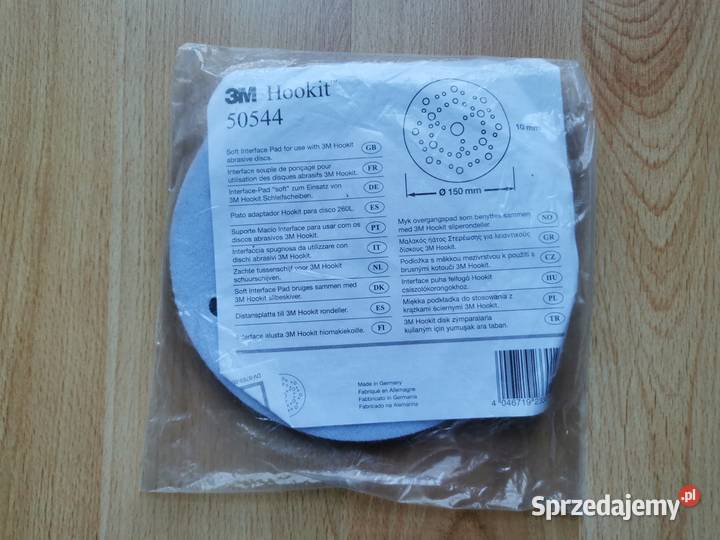 3M Hookit™
50544
10 mm
Ø 150 mm
Soft Interface Pad for use with 3M Hookit
abrasive discs.
GB
Interface souple de ponçage pour
utilisation des disques abrasifs 3M Hookit.
FR
Interface-Pad "soft" zum Einsatz von
3M Hookit Schleifscheiben.
DE
Plato adaptador Hookit para disco 260L.
ES
Suporte Macio Interface para usar com os
discos abrasivos 3M Hookit.
PT
Interfaccia spugnosa da utilizzare con
dischi abrasivi 3M Hookit.
IT
Zachte tussenschijf voor 3M Hookit
schuurschijven.
NL
Soft Interface Pad bruges sammen med
3M Hookit slibeskiver.
DK
Distansplatta till 3M Hookit rondeller.
ES
Interface alusta 3M Hookit hiomakiekoille.
FI
Myk overgangspad som benyttes sammen
med 3M Hookit sliperondeller.
NO
Μαλακός
για λειαντικούς
δίσκους 3M Hookit.
GR
Podložka s měkkou mezivrstvou k použití s
brusnými kotouči 3M Hookit.
CZ
Interface puha felfogó Hookit
csiszolókorongokhoz.
HU
Miękka podkładka do stosowania z
krążkami ściernymi 3M Hookit.
PL
3M Hookit disk zımparalarla
kullanım için yumuşak ara taban.
TR
Made in Germany
Fabriqué en Allemagne
Fabbricato in Germania
Fabricado na Alemanha
4 046719
Sprzedajemy.pl